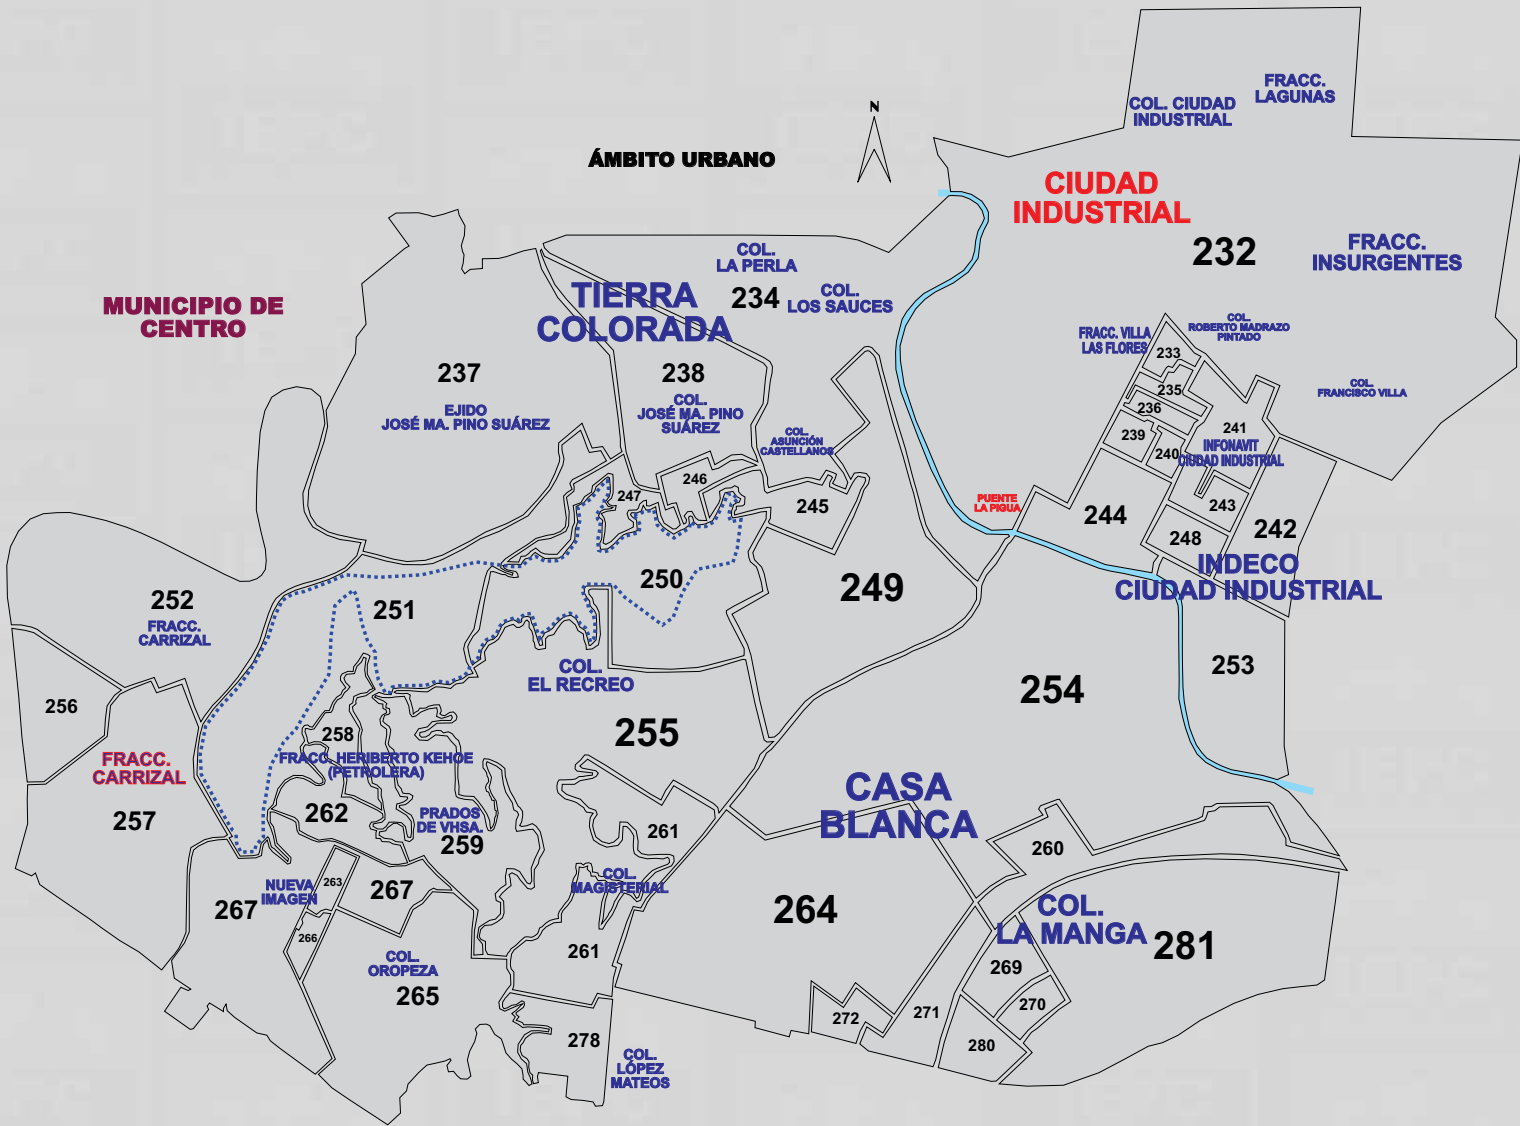 FRACC.
LAGUNAS
COL. CIUDAD
INDUSTRIAL
N
ÁMBITO URBANO
CIUDAD
INDUSTRIAL
232
FRACC.
INSURGENTES
COL.
LA PERLA
234
COL.
LOS SAUCES
MUNICIPIO DE
CENTRO
TIERRA
COLORADA
FRACC. VILLA
LAS FLORES
COL.
ROBERTO MADRAZO
PINTADO
233
237
238
235
COL.
FRANCISCO VILLA
EJIDO
JOSÉ MA. PINO SUÁREZ
COL.
JOSÉ MA. PINO
SUÁREZ
236
239
241
COL.
ASUNCIÓN
CASTELLANOS
240
INFONAVIT
CIUDAD INDUSTRIAL
246
247
245
PUENTE
LA PIGUA
244
243
242
248
INDECO
CIUDAD INDUSTRIAL
250
249
252
FRACC.
CARRIZAL
251
COL.
EL RECREO
253
254
256
255
258
FRACC. HERIBERTO KEHOE
(PETROLERA)
FRACC.
CARRIZAL
257
262
PRADOS
DE VHSA.
259
261
CASA
BLANCA
260
NUEVA
IMAGEN
263
267
COL.
MAGISTERIAL
267
264
COL.
LA MANGA
281
266
COL.
OROPEZA
265
261
269
270
272
271
278
280
COL.
LÓPEZ
MATEOS